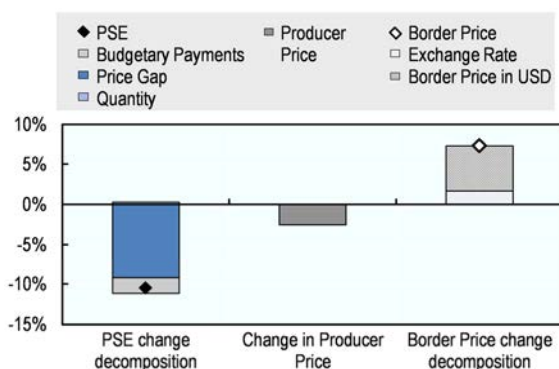 PSE
Budgetary Payments
Price Gap
Quantity
Producer
Price
Border Price
Exchange Rate
Border Price in USD
10%
5%
0%
-5%
-10%
-15%
PSE change
decomposition
Change in Producer
Price
Border Price change
decomposition